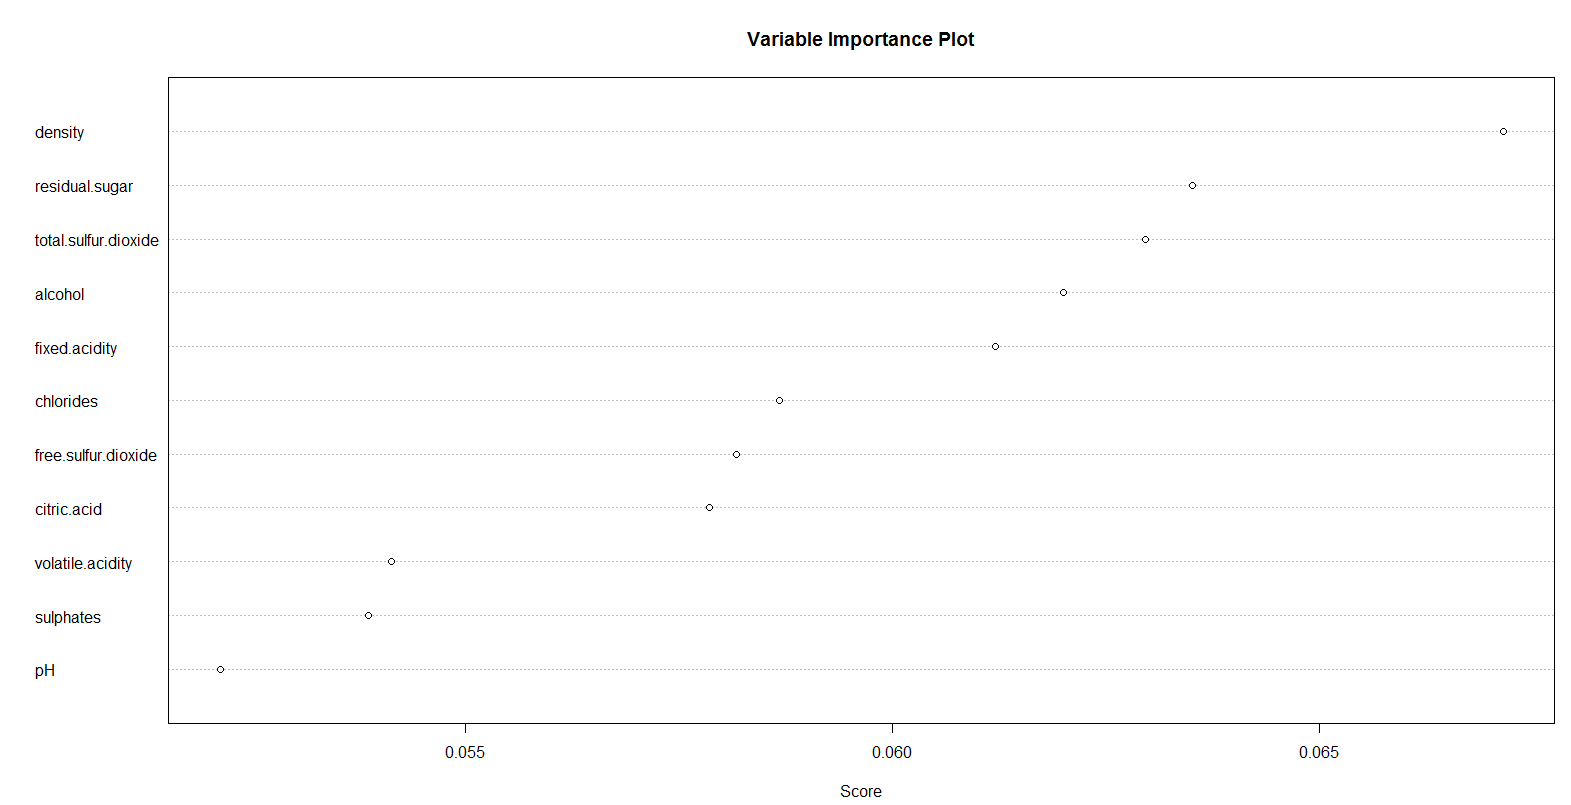 Variable Importance Plot
density
residual.sugar
total.sulfur.dioxide
alcohol
fixed.acidity
chlorides
free.sulfur.dioxide
citric.acid
volatile.acidity
sulphates
pH
0.055 0.060 0.065
Score